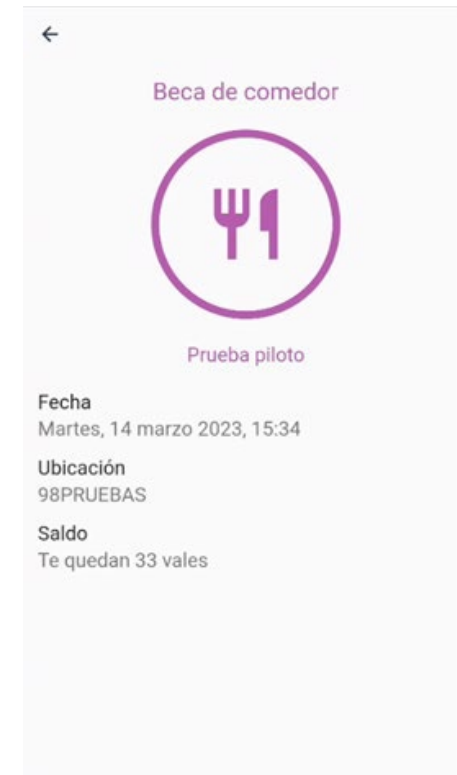 Beca de comedor
Prueba piloto
Fecha
Martes, 14 marzo 2023, 15:34
Ubicación
98PRUEBAS
Saldo
Te quedan 33 vales